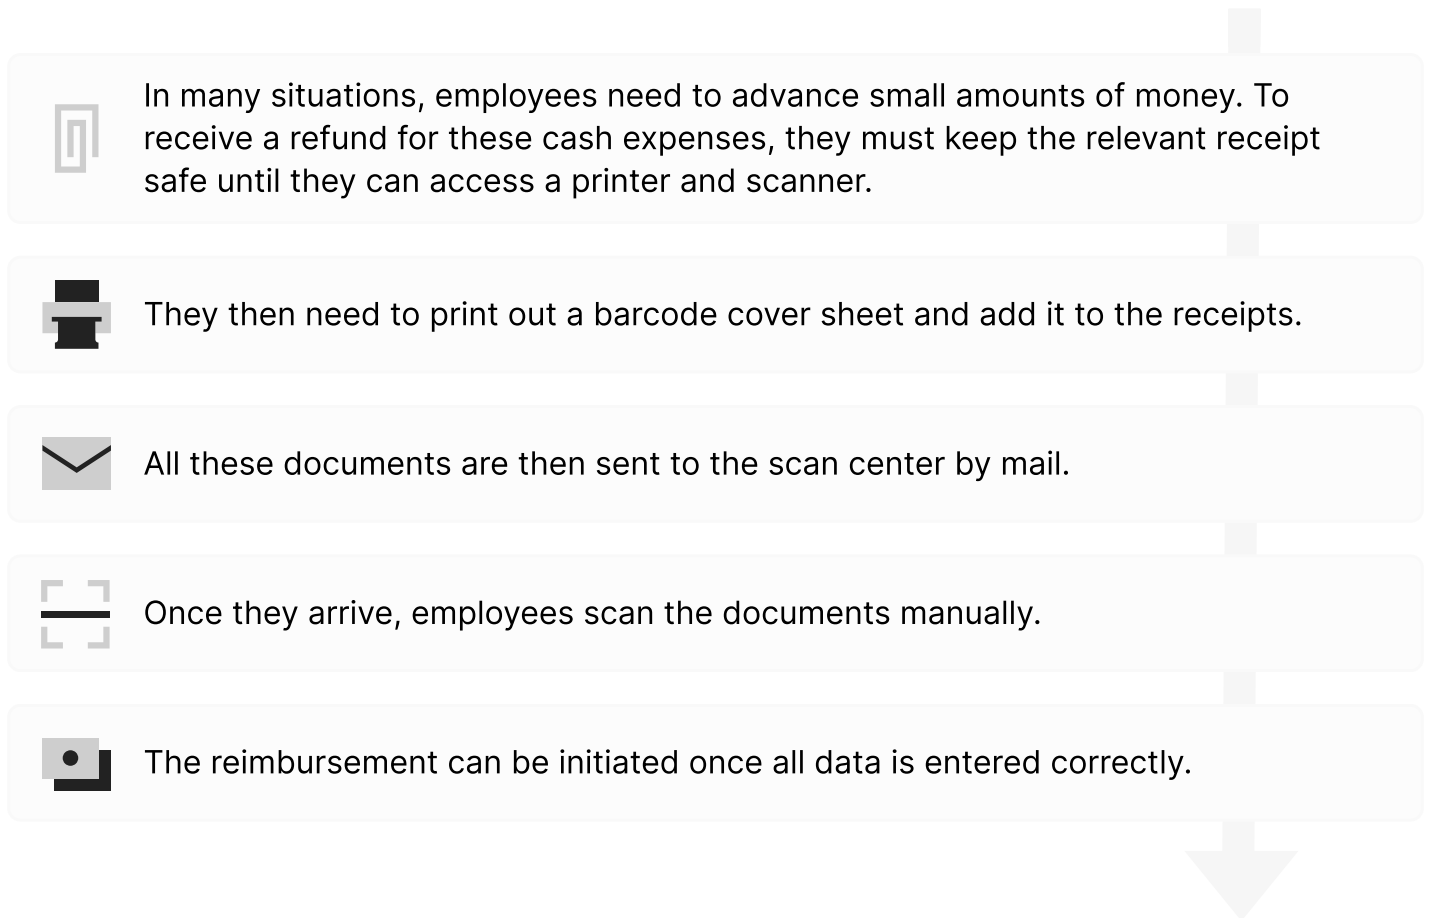 In many situations, employees need to advance small amounts of money. To
receive a refund for these cash expenses, they must keep the relevant receipt
safe until they can access a printer and scanner.
They then need to print out a barcode cover sheet and add it to the receipts.
All these documents are then sent to the scan center by mail.
Once they arrive, employees scan the documents manually.
The reimbursement can be initiated once all data is entered correctly.